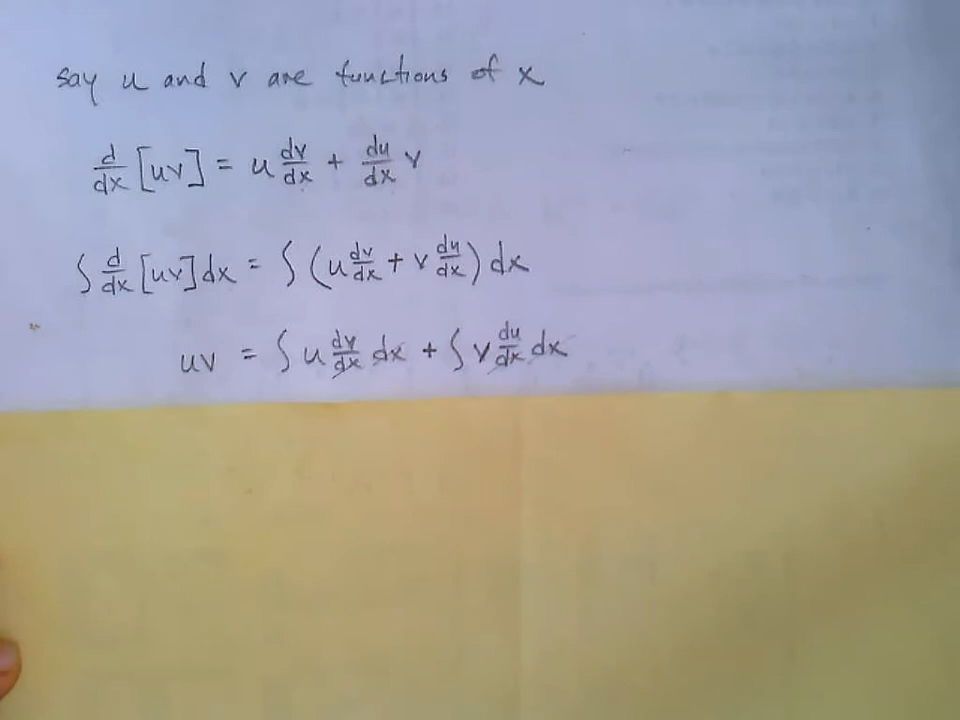 say u and v are functions of x
d/dx [uv] = u dv/dx + du/dx v
∫ d/dx [uv] dx = ∫ (u dv/dx + v du/dx) dx
uv = ∫ u dv/dx dx + ∫ v du/dx dx